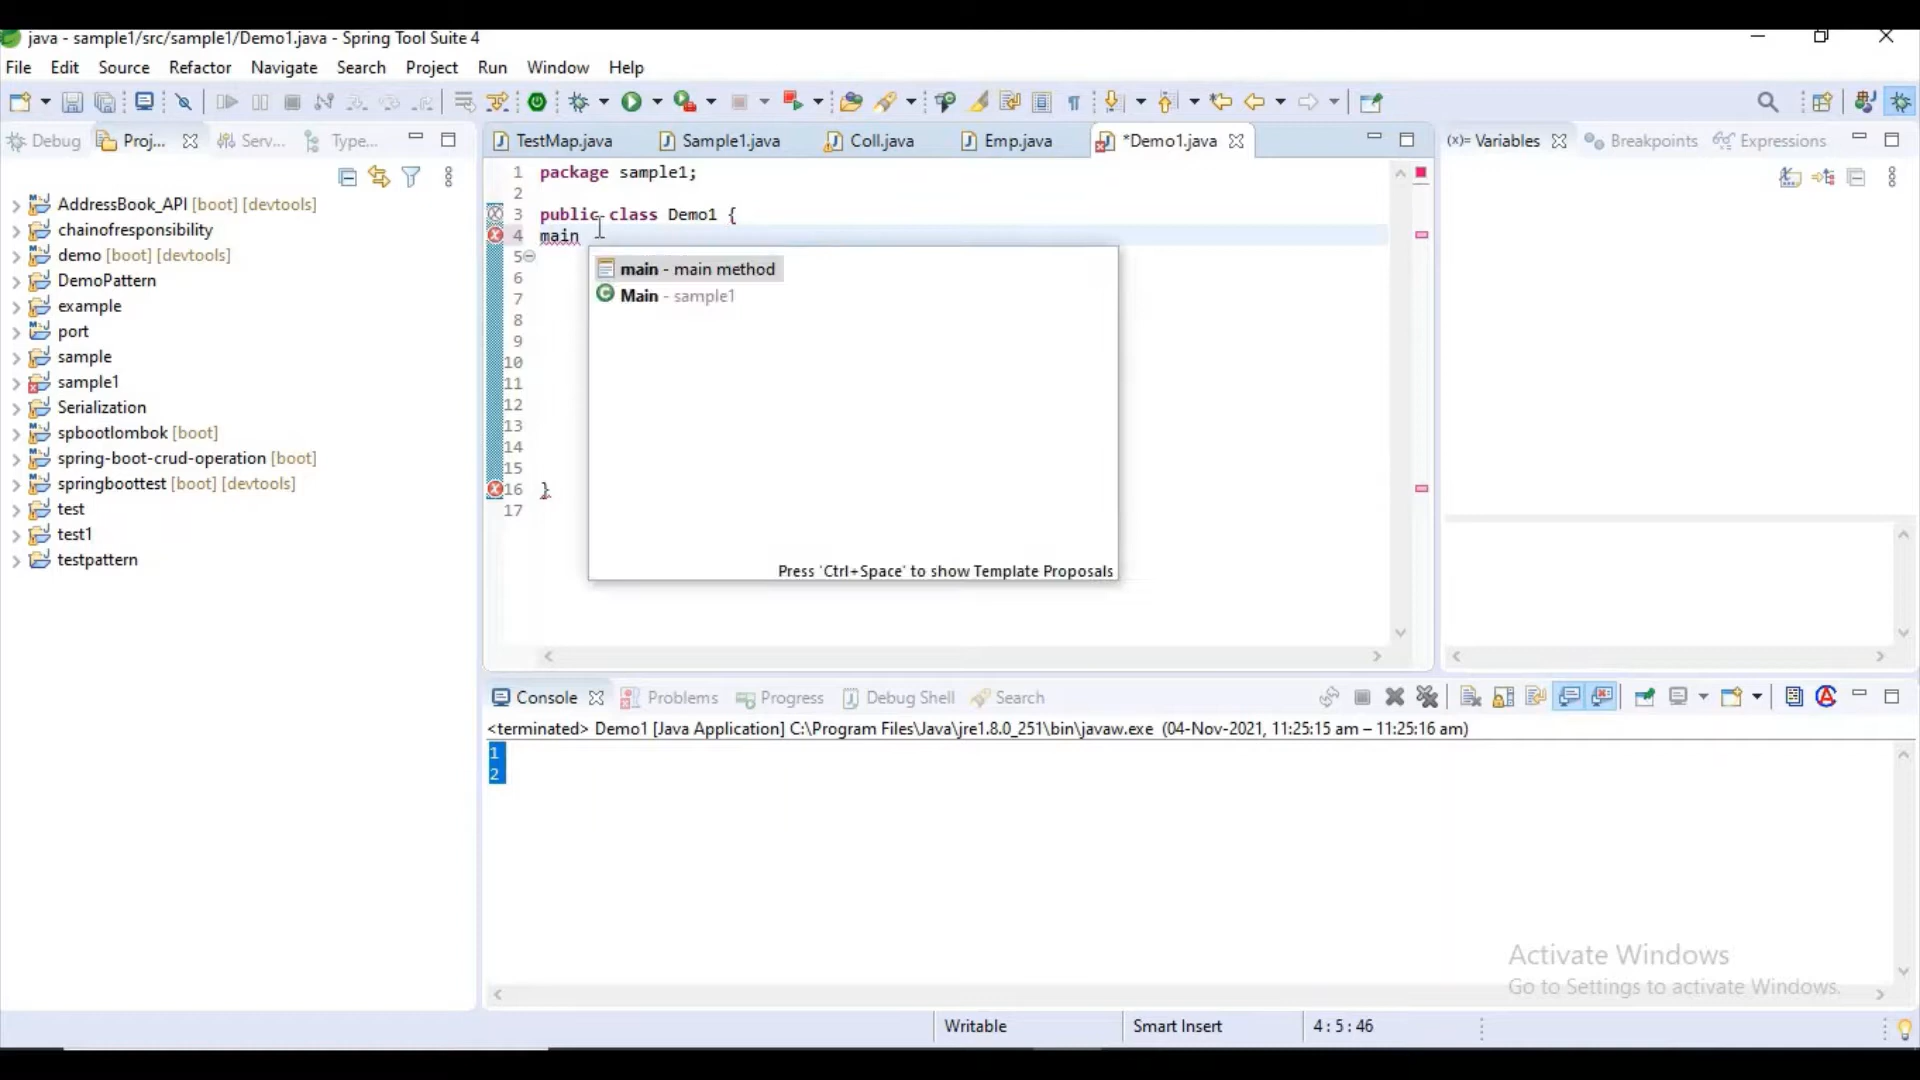 java - sample1/src/sample1/Demo1.java - Spring Tool Suite 4
File Edit Source Refactor Navigate Search Project Run Window Help
Debug Proj... Serv... Type...
TestMap.java Sample1.java Coll.java Emp.java *Demo1.java
(x)= Variables Breakpoints Expressions
AddressBook_API [boot] [devtools]
chainofresponsibility
demo [boot] [devtools]
DemoPattern
example
port
sample
sample1
Serialization
spbootlombok [boot]
spring-boot-crud-operation [boot]
springboottest [boot] [devtools]
test
test1
testpattern
1 package sample1;
2
3 public class Demo1 {
4 main
5
6
7
8
9
10
11
12
13
14
15
16 }
17
main - main method
Main - sample1
Press 'Ctrl+Space' to show Template Proposals
Console Problems Progress Debug Shell Search
<terminated> Demo1 [Java Application] C:\Program Files\Java\jre1.8.0_251\bin\javaw.exe (04-Nov-2021, 11:25:15 am – 11:25:16 am)
1
2
Activate Windows
Go to Settings to activate Windows.
Writable Smart Insert 4 : 5 : 46